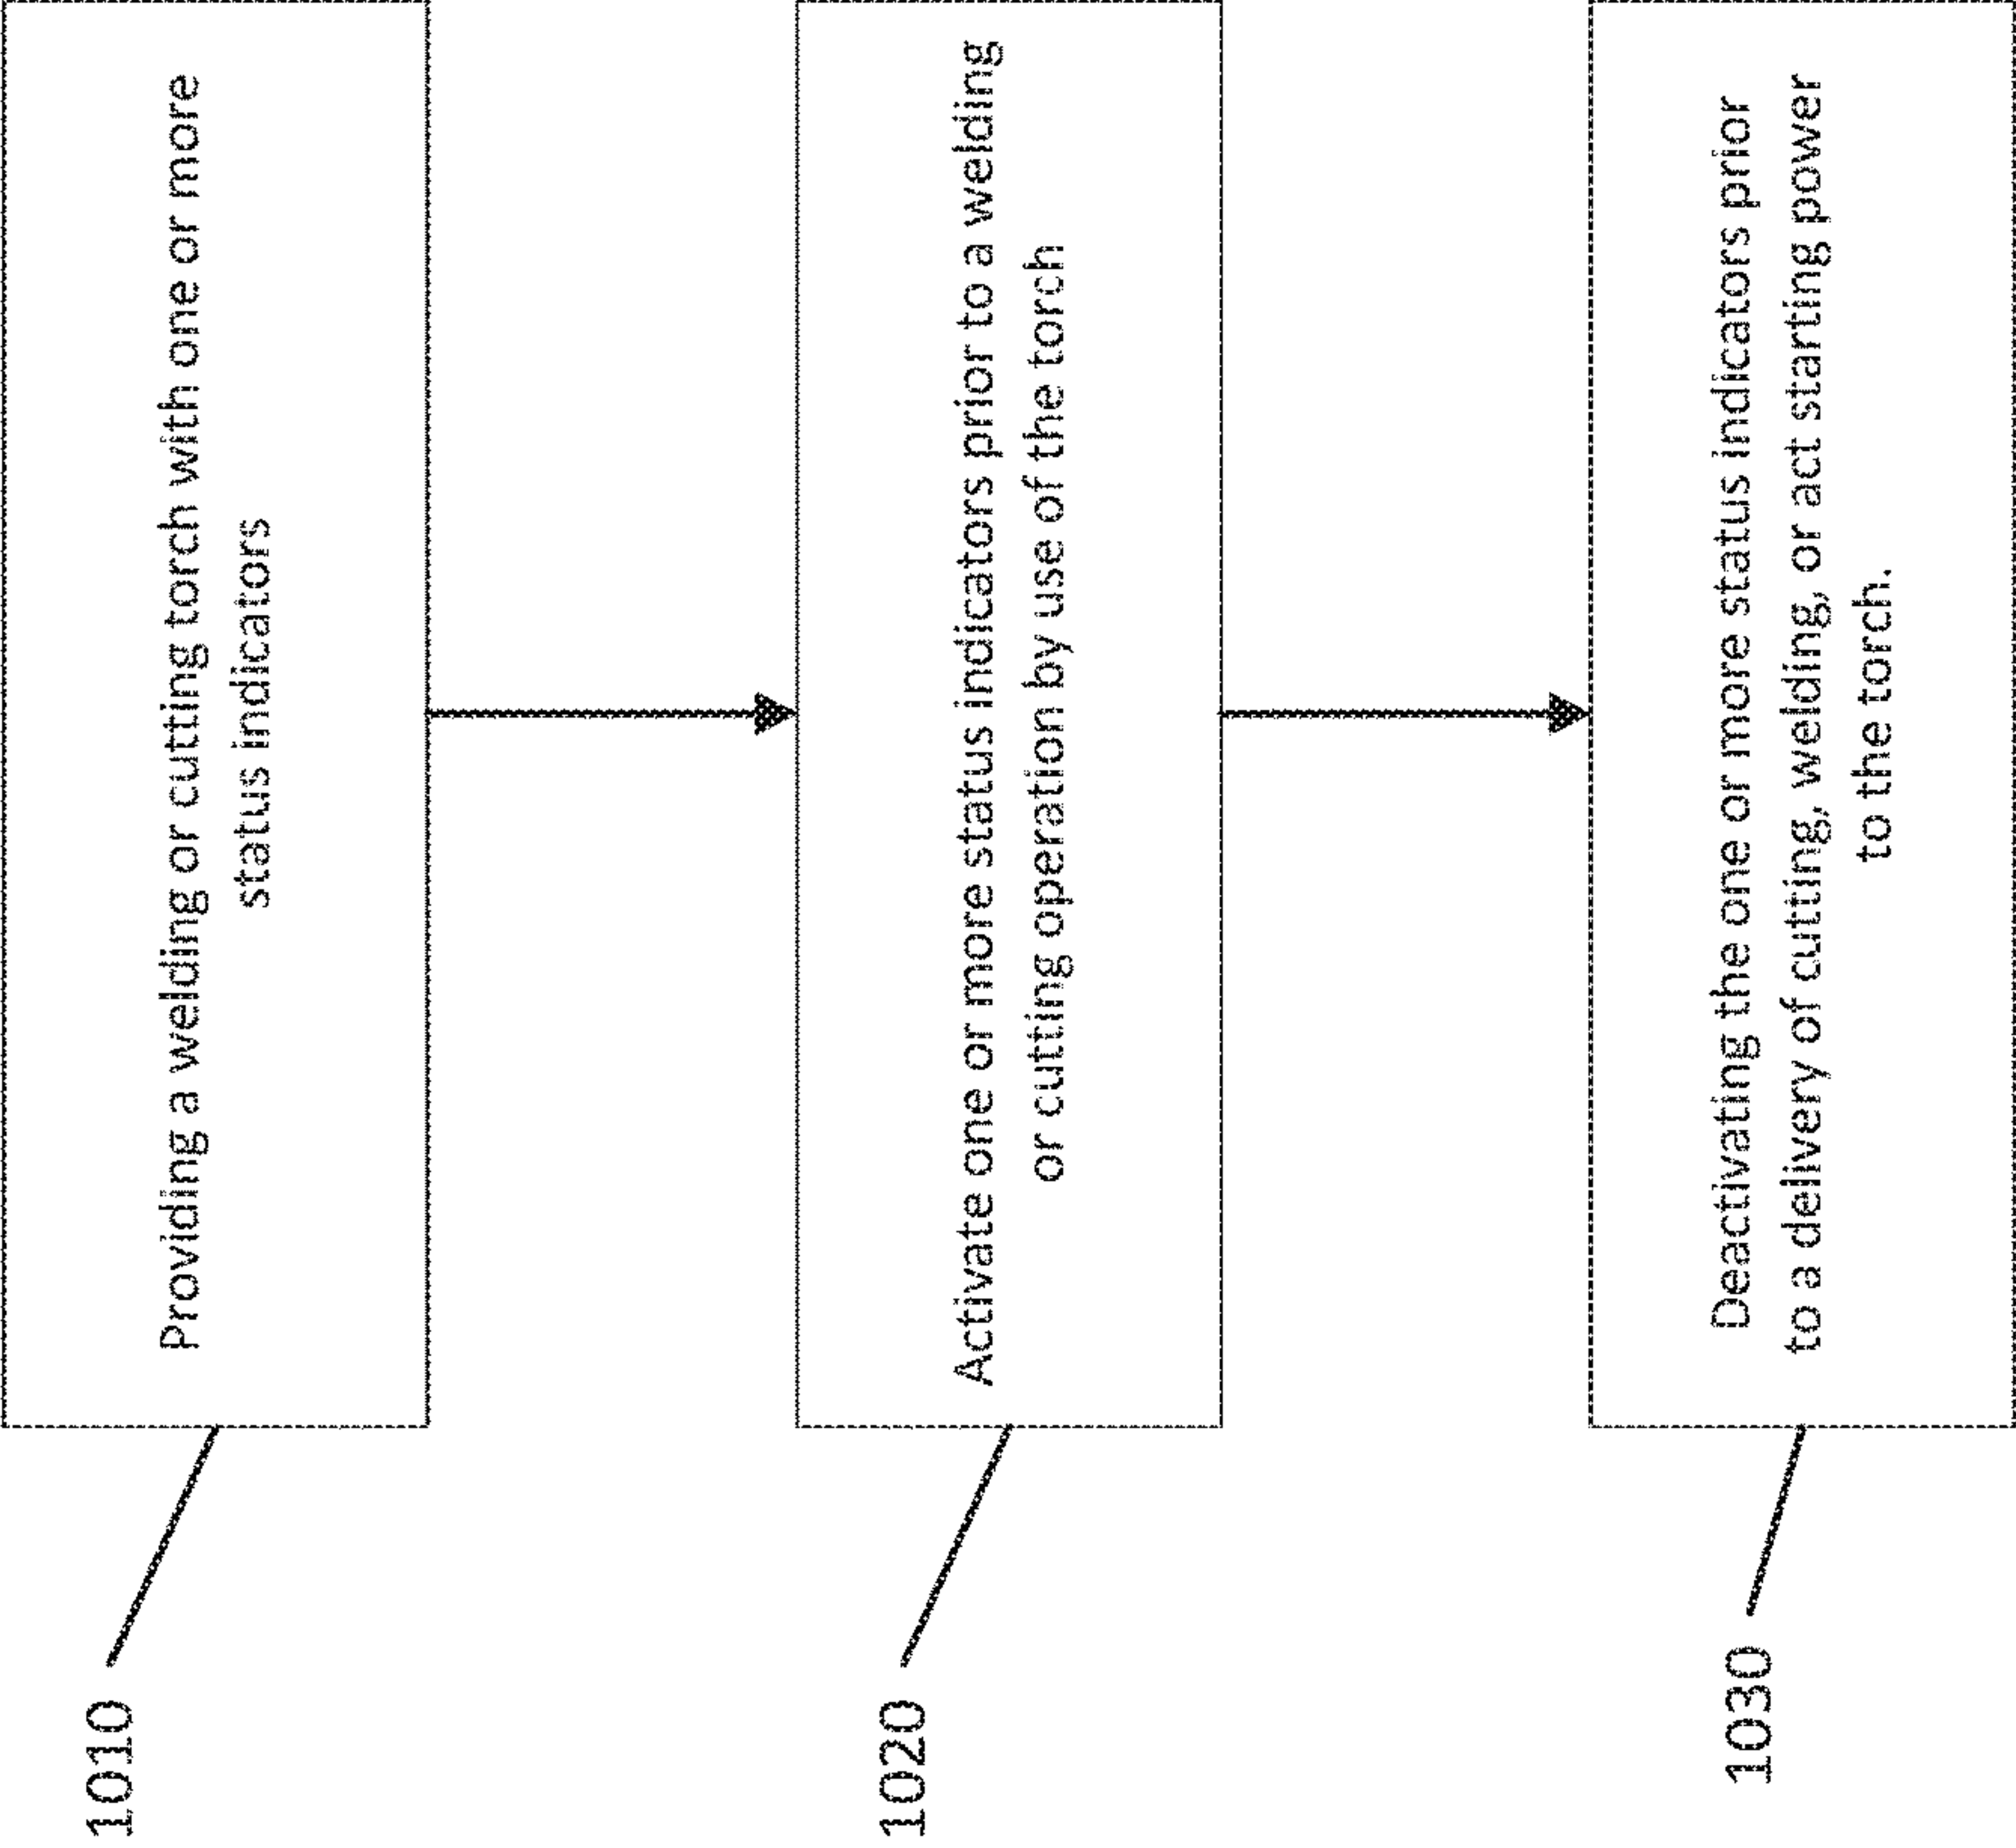 1010
Providing a welding or cutting torch with one or more
status indicators
1020
Activate one or more status indicators prior to a welding
or cutting operation by use of the torch
1030
Deactivating the one or more status indicators prior
to a delivery of cutting, welding, or act starting power
to the torch.